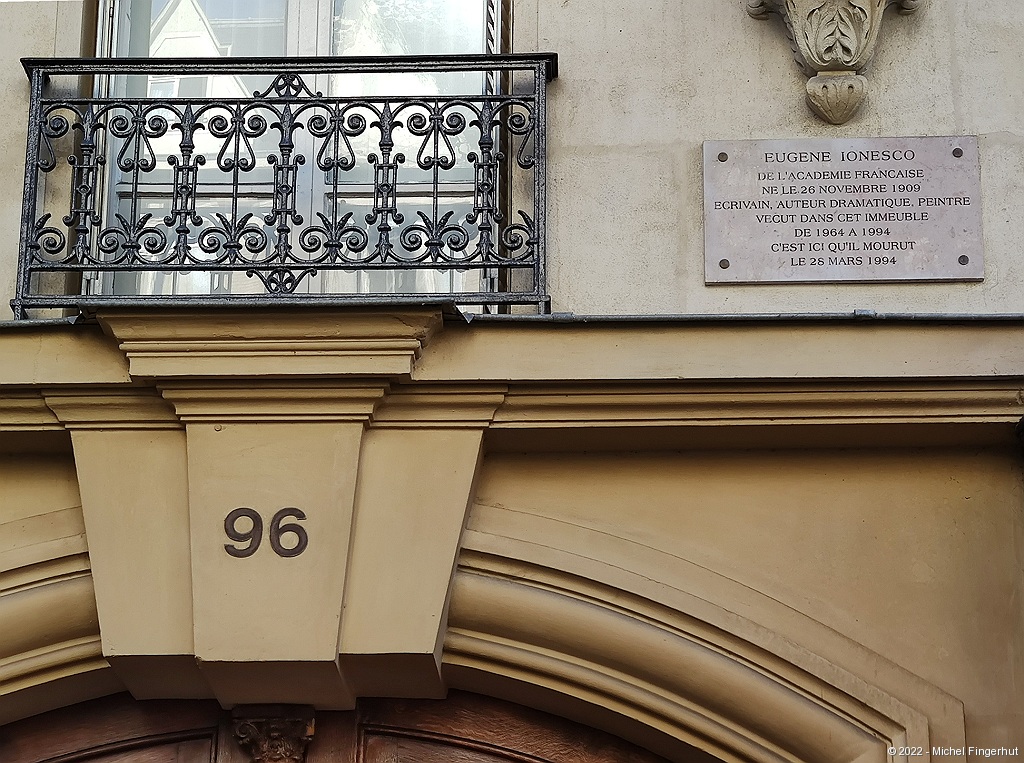 EUGENE IONESCO
DE L'ACADEMIE FRANCAISE
NE LE 26 NOVEMBRE 1909
ECRIVAIN, AUTEUR DRAMATIQUE, PEINTRE
VECUT DANS CET IMMEUBLE
DE 1964 A 1994
C'EST ICI QU'IL MOURUT
LE 28 MARS 1994
96
© 2022 - Michel Fingerhut